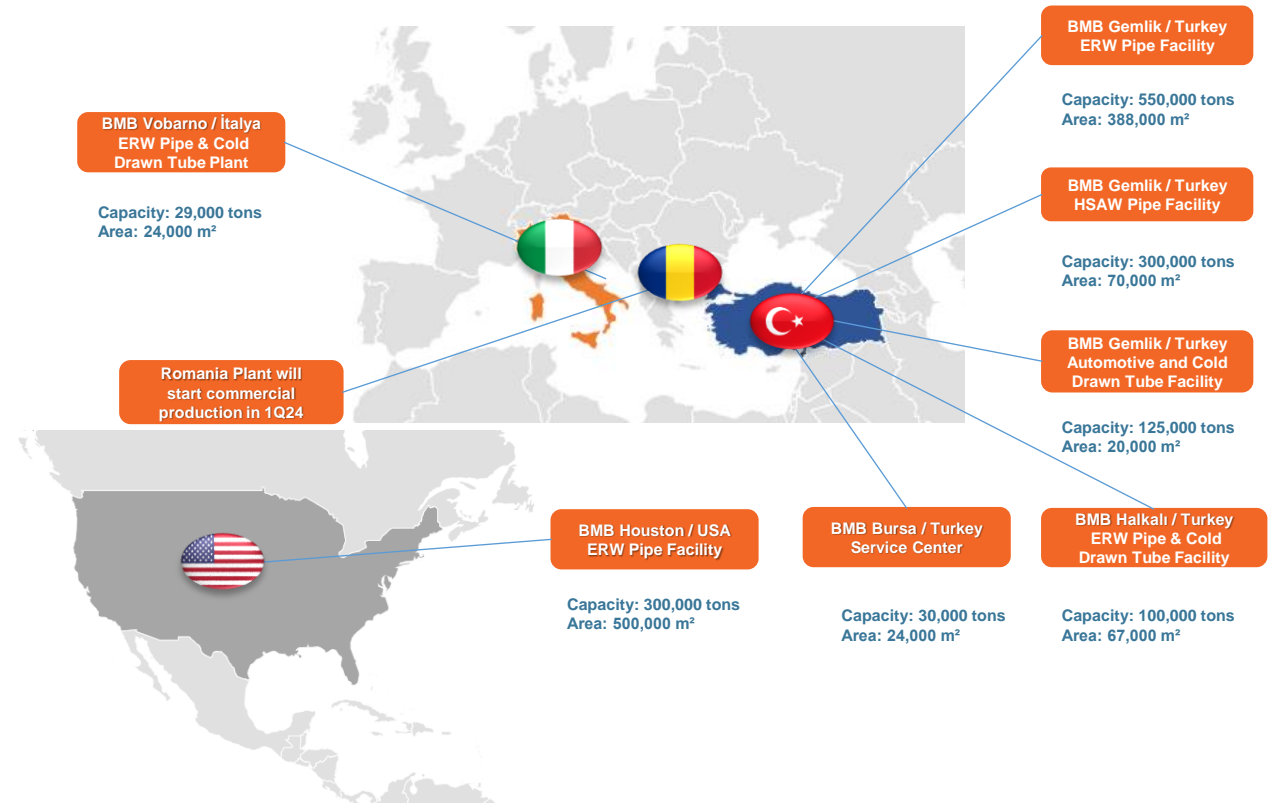 BMB Gemlik / Turkey
ERW Pipe Facility
Capacity: 550,000 tons
Area: 388,000 m²
BMB Vobarno / İtalya
ERW Pipe & Cold
Drawn Tube Plant
Capacity: 29,000 tons
Area: 24,000 m²
BMB Gemlik / Turkey
HSAW Pipe Facility
Capacity: 300,000 tons
Area: 70,000 m²
BMB Gemlik / Turkey
Automotive and Cold
Drawn Tube Facility
Capacity: 125,000 tons
Area: 20,000 m²
Romania Plant will
start commercial
production in 1Q24
BMB Houston / USA
ERW Pipe Facility
Capacity: 300,000 tons
Area: 500,000 m²
BMB Bursa / Turkey
Service Center
Capacity: 30,000 tons
Area: 24,000 m²
BMB Halkalı / Turkey
ERW Pipe & Cold
Drawn Tube Facility
Capacity: 100,000 tons
Area: 67,000 m²